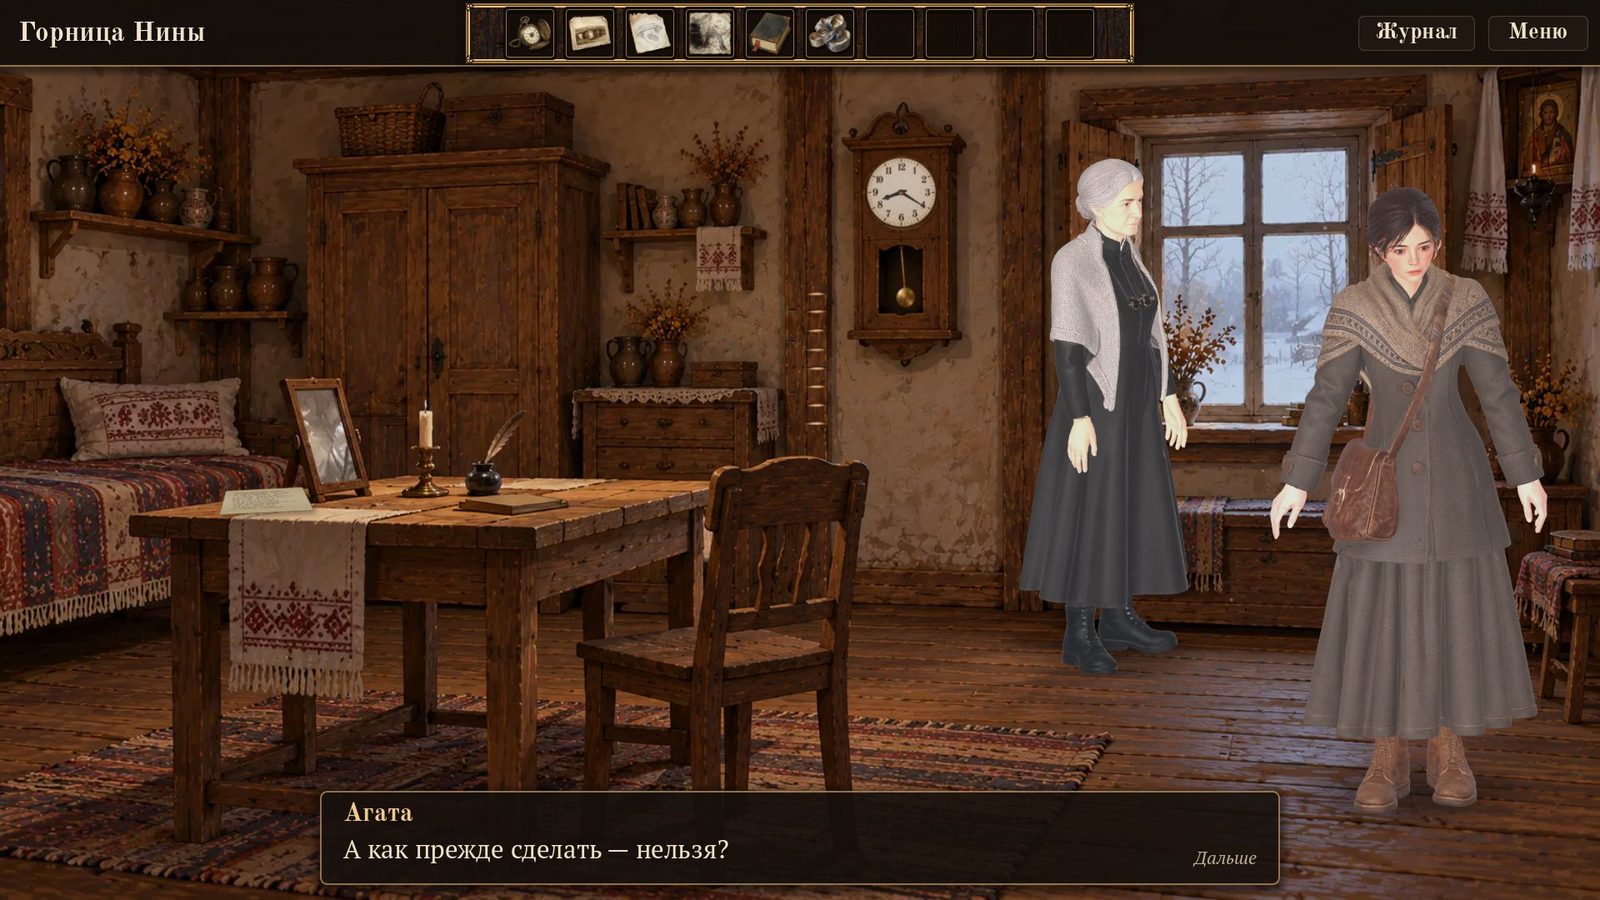 Горница Нины
Журнал
Меню
Агата
А как прежде сделать — нельзя?
Дальше